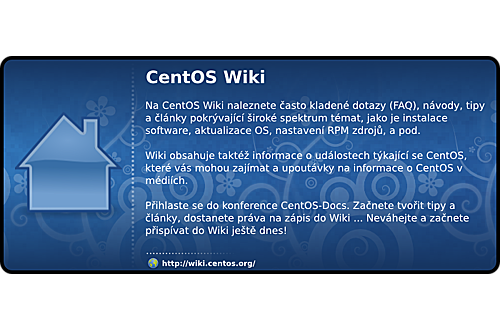 CentOS Wiki
Na CentOS Wiki naleznete často kladené dotazy (FAQ), návody, tipy
a články pokrývající široké spektrum témat, jako je instalace
software, aktualizace OS, nastavení RPM zdrojů, a pod.
Wiki obsahuje taktéž informace o událostech týkající se CentOS,
které vás mohou zajímat a upoutávky na informace o CentOS v
médiích.
Přihlaste se do konference CentOS-Docs. Začnete tvořit tipy a
články, dostanete práva na zápis do Wiki ... Neváhejte a začnete
přispívat do Wiki ještě dnes!
http://wiki.centos.org/